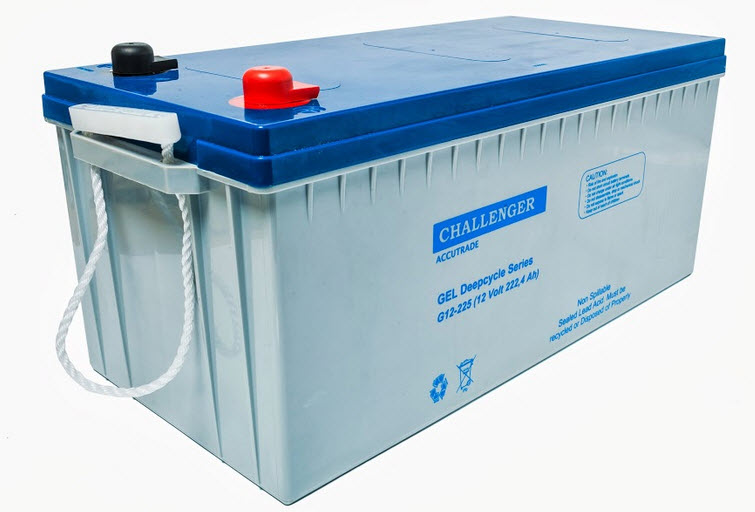 CHALLENGER
ACCUTRADE
GEL Deepcycle Series
G12-225 (12 Volt 222,4 Ah)
CAUTION
Non Spillable
Sealed Lead Acid Must be
recycled or Disposed of Properly
Pb